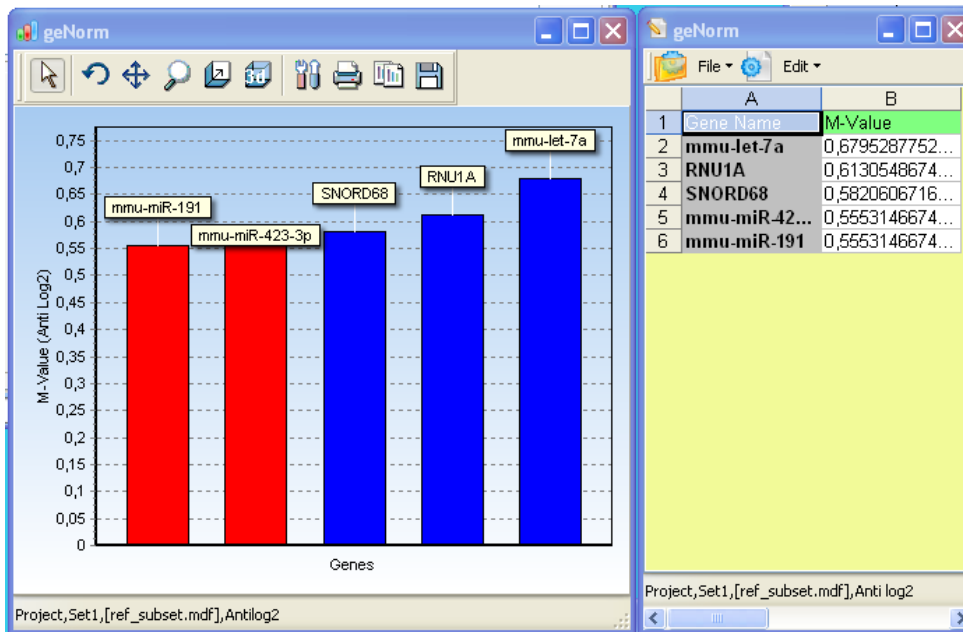 geNorm
0,75
0,7
0,65
0,6
0,55
0,5
0,45
0,4
0,35
0,3
0,25
0,2
0,15
0,1
0,05
0
M-Value (Anti Log2)
mmu-miR-191
mmu-miR-423-3p
SNORD68
RNU1A
mmu-let-7a
Genes
Project,Set1,[ref_subset.mdf],Antilog2
geNorm
File Edit
A B
1 Gene Name M-Value
2 mmu-let-7a 0,6795287752...
3 RNU1A 0,6130548674...
4 SNORD68 0,5820606716...
5 mmu-miR-42... 0,5553146674...
6 mmu-miR-191 0,5553146674...
Project,Set1,[ref_subset.mdf],Anti log2